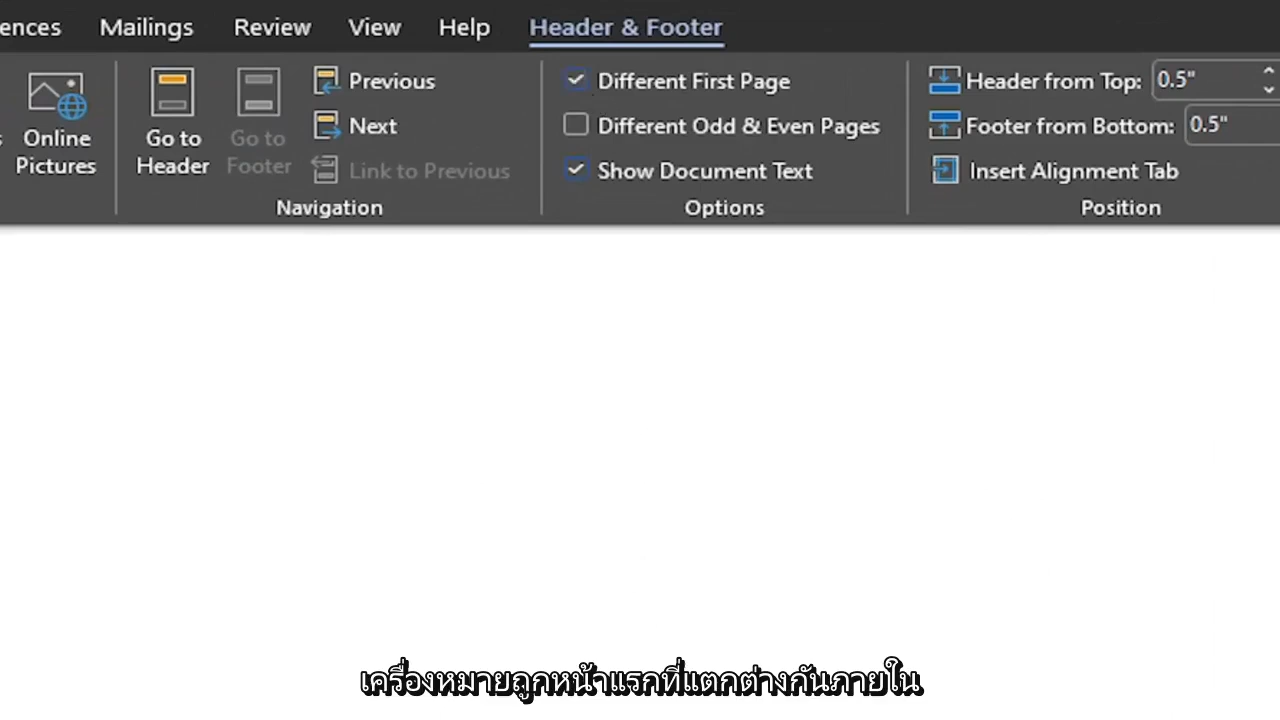 ences Mailings Review View Help Header & Footer
Online Pictures
Go to Header
Go to Footer
Previous
Next
Link to Previous
Navigation
Different First Page
Different Odd & Even Pages
Show Document Text
Options
Header from Top: 0.5"
Footer from Bottom: 0.5"
Insert Alignment Tab
Position
เครื่องหมายถูกหน้าแรกที่แตกต่างกันภายใน